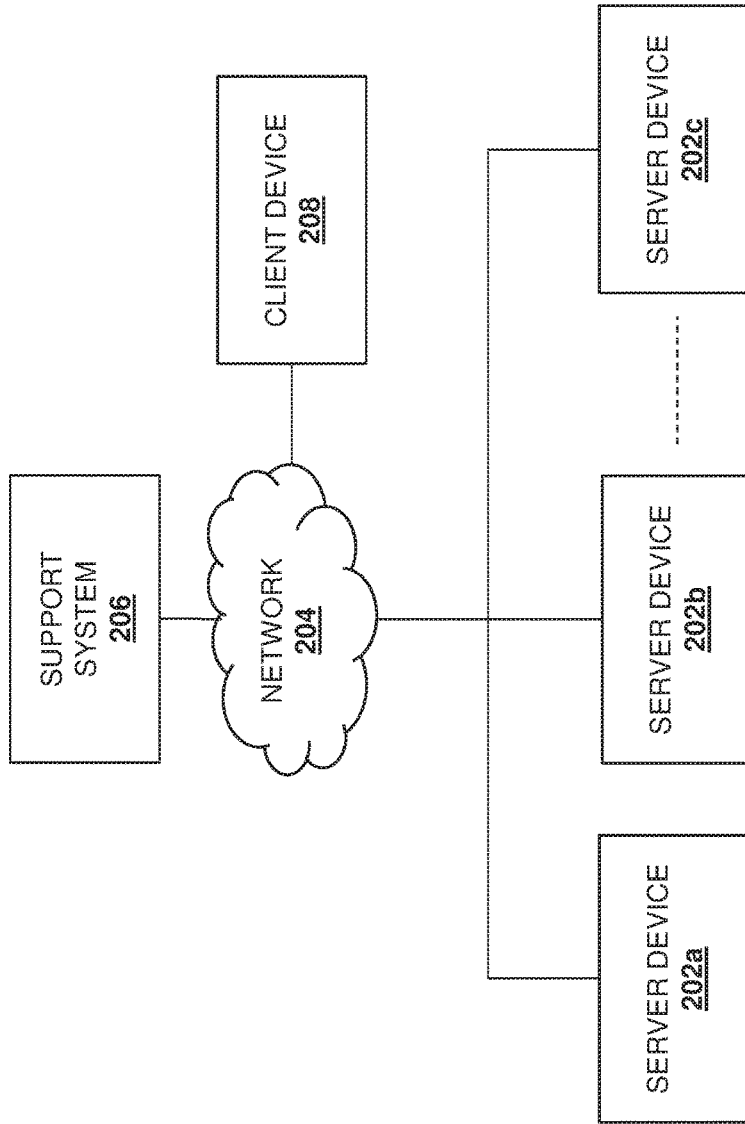 SUPPORT
SYSTEM
206
CLIENT DEVICE
208
NETWORK
204
SERVER DEVICE
202a
SERVER DEVICE
202b
SERVER DEVICE
202c